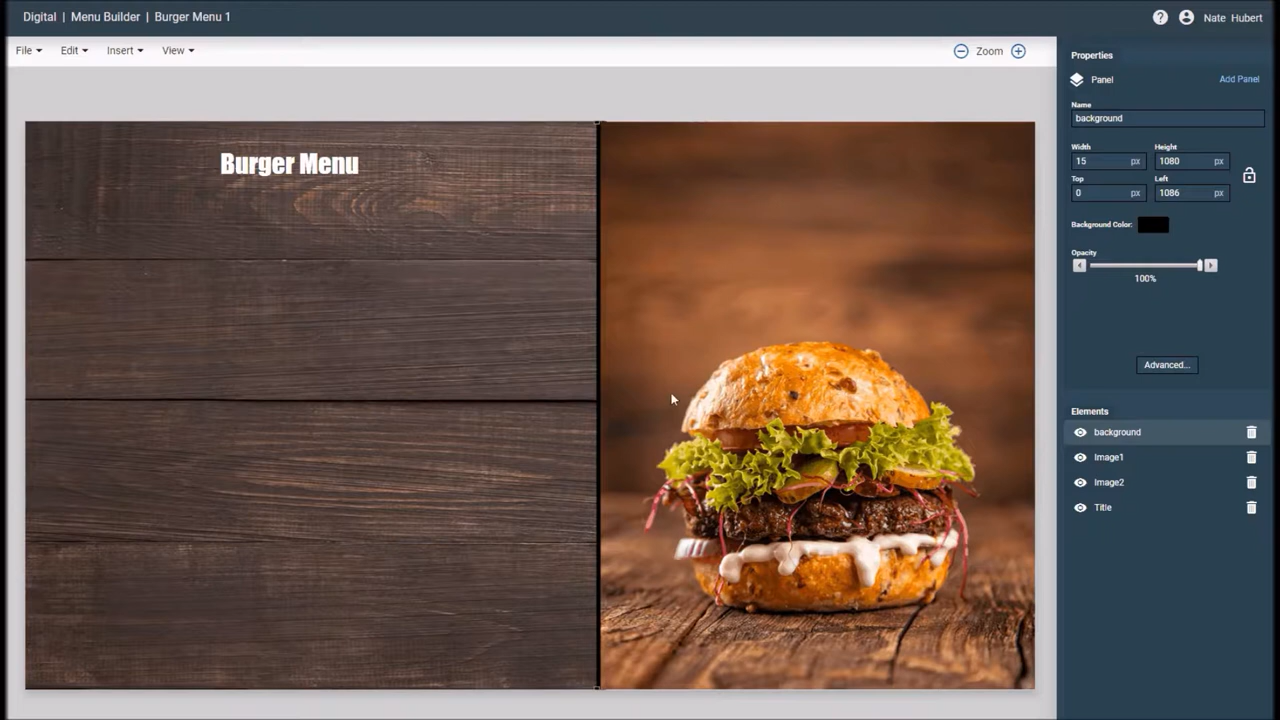 Digital | Menu Builder | Burger Menu 1
Nate Hubert
File Edit Insert View
Zoom
Burger Menu
Properties
Panel Add Panel
Name
background
Width Height
15 px 1080 px
Top Left
0 px 1086 px
Background Color:
Opacity
100%
Advanced...
Elements
background
Image1
Image2
Title